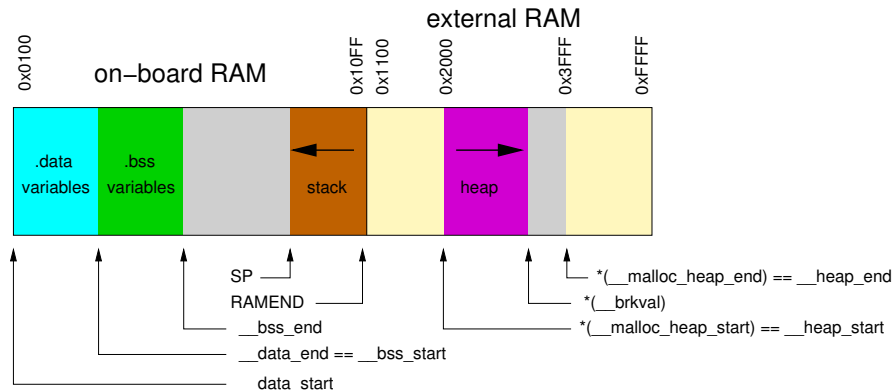 external RAM
on−board RAM
0x0100
0x10FF
0x1100
0x2000
0x3FFF
0xFFFF
.data
variables
.bss
variables
stack
heap
SP
RAMEND
__bss_end
__data_end == __bss_start
__data_start
*(__malloc_heap_end) == __heap_end
*(__brkval)
*(__malloc_heap_start) == __heap_start